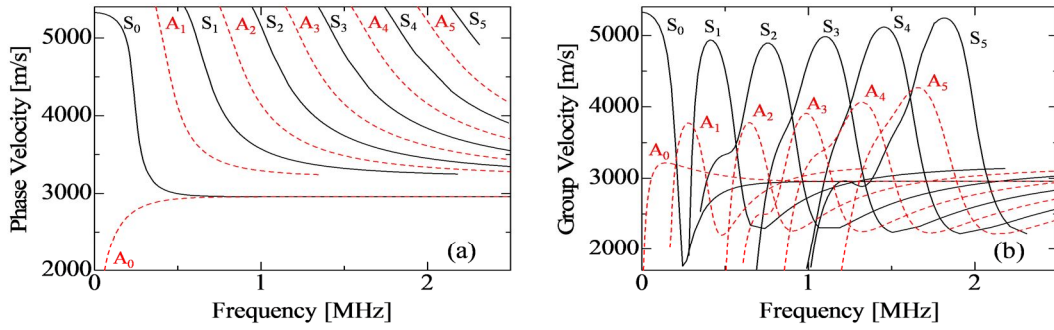 S0 A1 S1 A2 S2 A3 S3 A4 S4 A5 S5
5000
4000
3000
2000
Phase Velocity [m/s]
A0
(a)
0 1 2
Frequency [MHz]
S0 S1 S2 S3 S4 S5
A0 A1 A2 A3 A4 A5
5000
4000
3000
2000
Group Velocity [m/s]
(b)
0 1 2
Frequency [MHz]